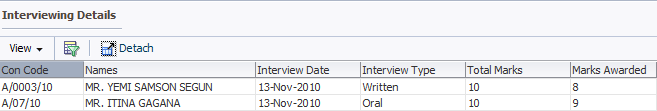 Interviewing Details
View Detach
Con Code Names Interview Date Interview Type Total Marks Marks Awarded
A/0003/10 MR. YEMI SAMSON SEGUN 13-Nov-2010 Written 10 8
A/07/10 MR. ITINA GAGANA 13-Nov-2010 Oral 10 9